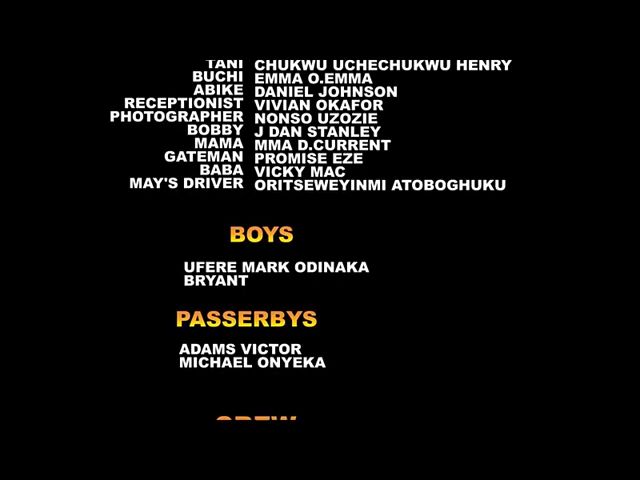 TANI CHUKWU UCHECHUKWU HENRY
BUCHI EMMA O.EMMA
ABIKE DANIEL JOHNSON
RECEPTIONIST VIVIAN OKAFOR
PHOTOGRAPHER NONSO UZOZIE
BOBBY J DAN STANLEY
MAMA MMA D.CURRENT
GATEMAN PROMISE EZE
BABA VICKY MAC
MAY'S DRIVER ORITSEWEYINMI ATOBOGHUKU
BOYS
UFERE MARK ODINAKA
BRYANT
PASSERBYS
ADAMS VICTOR
MICHAEL ONYEKA
CREW